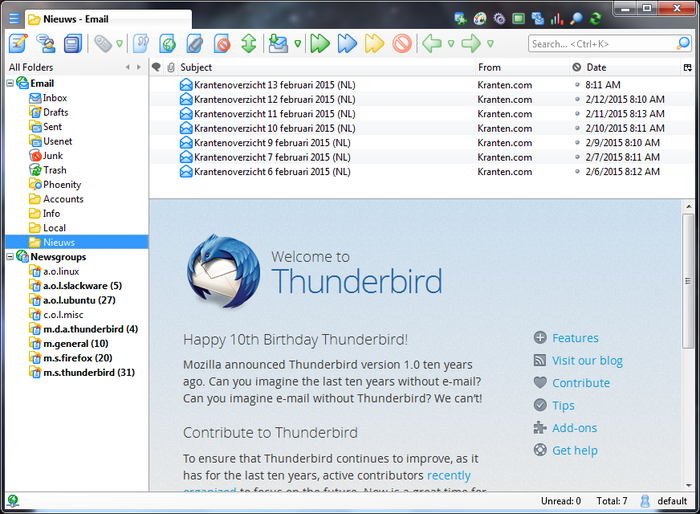 Nieuws - Email
Search... <Ctrl+K>
All Folders
Email
Inbox
Drafts
Sent
Usenet
Junk
Trash
Phoenity
Accounts
Info
Local
Nieuws
Newsgroups
a.o.linux
a.o.l.slackware (5)
a.o.l.ubuntu (27)
c.o.l.misc
m.d.a.thunderbird (4)
m.general (10)
m.s.firefox (20)
m.s.thunderbird (31)
Subject From Date
Krantenoverzicht 13 februari 2015 (NL) Kranten.com 8:11 AM
Krantenoverzicht 12 februari 2015 (NL) Kranten.com 2/12/2015 8:10 AM
Krantenoverzicht 11 februari 2015 (NL) Kranten.com 2/11/2015 8:13 AM
Krantenoverzicht 10 februari 2015 (NL) Kranten.com 2/10/2015 8:11 AM
Krantenoverzicht 9 februari 2015 (NL) Kranten.com 2/9/2015 8:10 AM
Krantenoverzicht 7 februari 2015 (NL) Kranten.com 2/7/2015 8:11 AM
Krantenoverzicht 6 februari 2015 (NL) Kranten.com 2/6/2015 8:12 AM
Welcome to
Thunderbird
Happy 10th Birthday Thunderbird!
Mozilla announced Thunderbird version 1.0 ten years
ago. Can you imagine the last ten years without e-mail?
Can you imagine e-mail without Thunderbird? We can't!
Contribute to Thunderbird
To ensure that Thunderbird continues to improve, as it
has for the last ten years, active contributors recently
organized to focus on the future. Now is a great time for
Features
Visit our blog
Contribute
Tips
Add-ons
Get help
Unread: 0 Total: 7 default